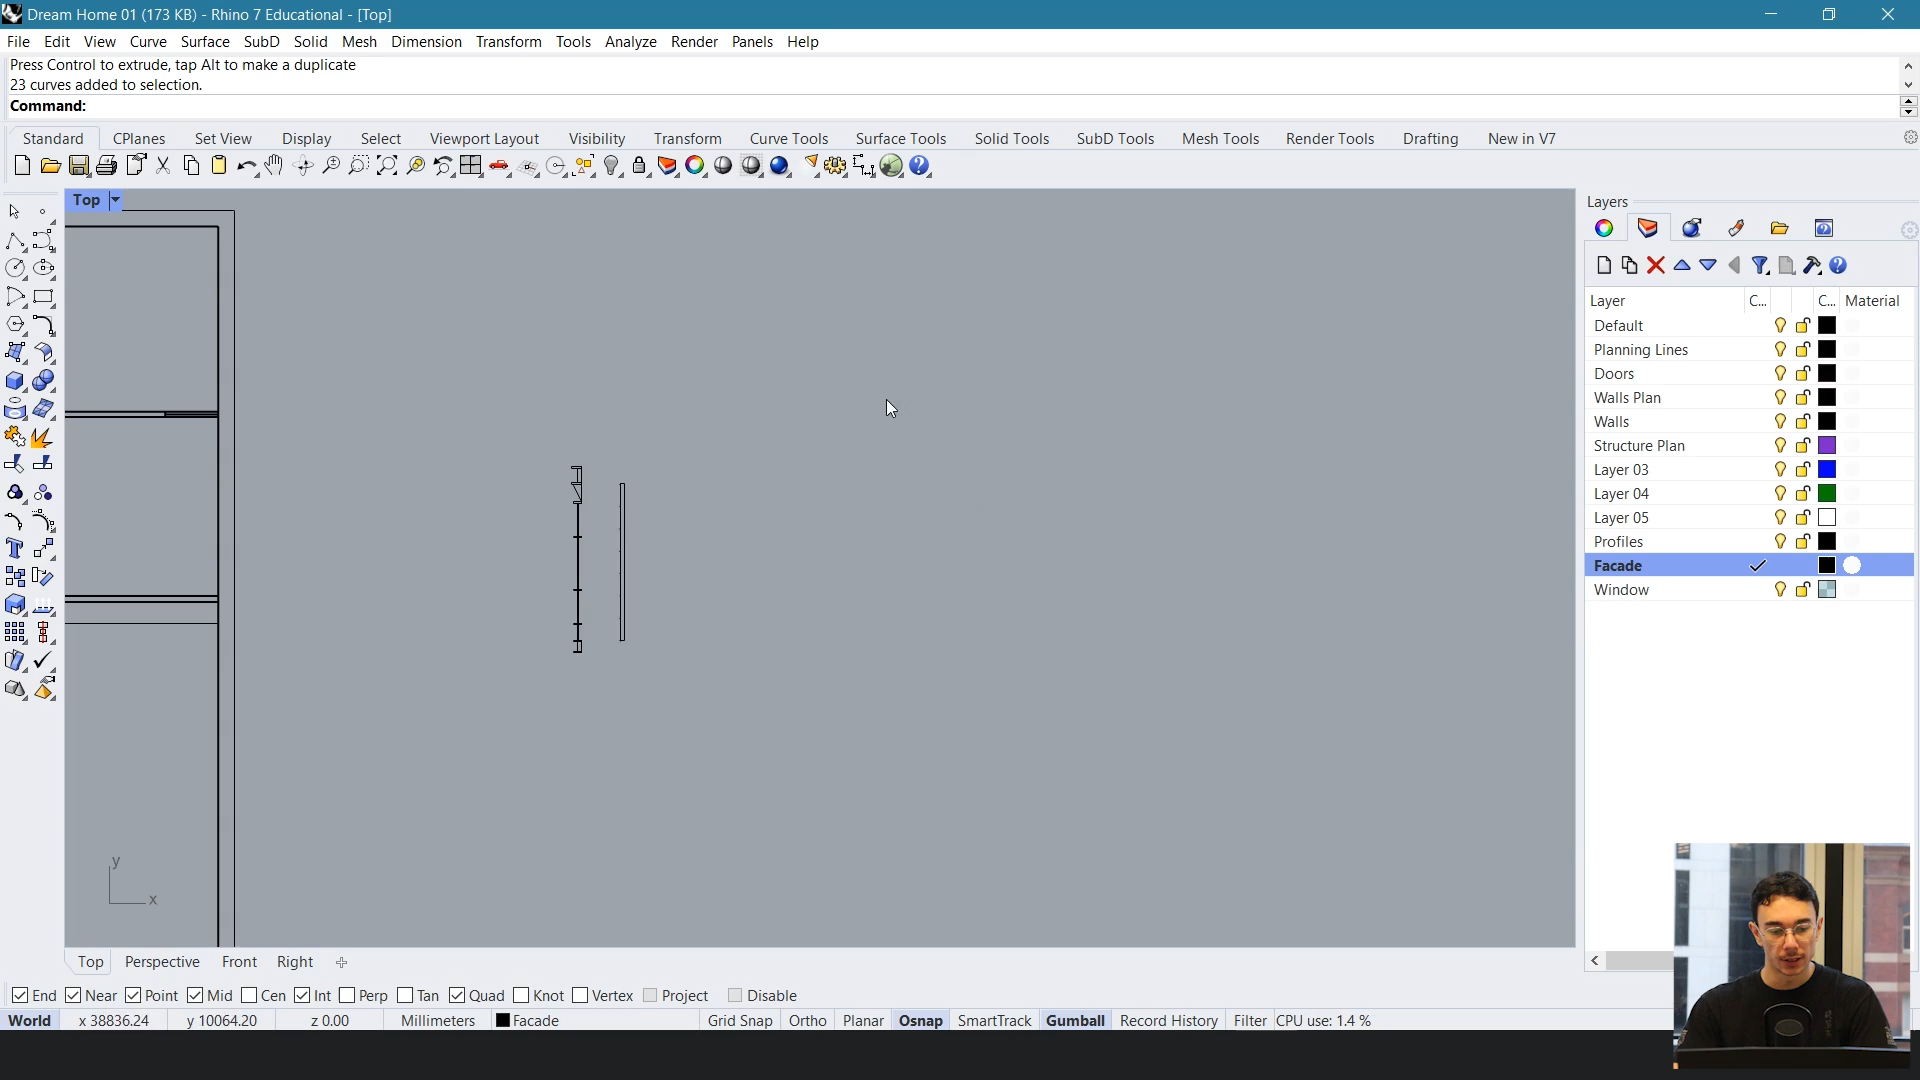 Dream Home 01 (173 KB) - Rhino 7 Educational - [Top]
File Edit View Curve Surface SubD Solid Mesh Dimension Transform Tools Analyze Render Panels Help
Press Control to extrude, tap Alt to make a duplicate
23 curves added to selection.
Command:
Standard CPlanes Set View Display Select Viewport Layout Visibility Transform Curve Tools Surface Tools Solid Tools SubD Tools Mesh Tools Render Tools Drafting New in V7
Top
Layers
Layer C... C... Material
Default
Planning Lines
Doors
Walls Plan
Walls
Structure Plan
Layer 03
Layer 04
Layer 05
Profiles
Facade
Window
y
x
Top Perspective Front Right
End Near Point Mid Cen Int Perp Tan Quad Knot Vertex Project Disable
World x 38836.24 y 10064.20 z 0.00 Millimeters Facade Grid Snap Ortho Planar Osnap SmartTrack Gumball Record History Filter CPU use: 1.4 %